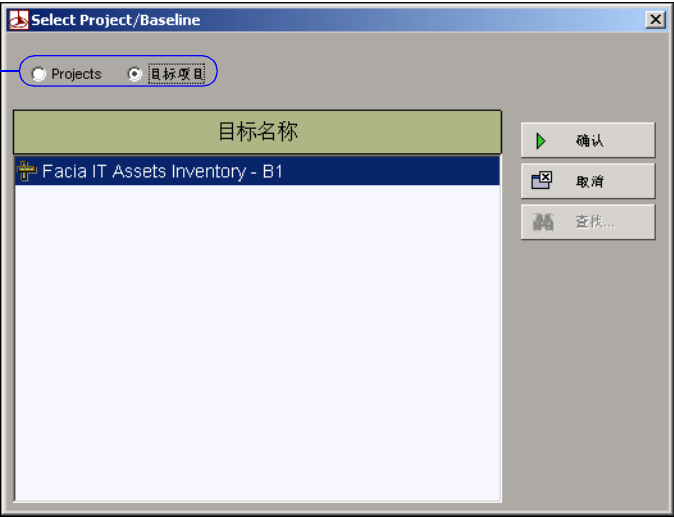 Select Project/Baseline
Projects 目标项目
目标名称
Facia IT Assets Inventory - B1
确认
取消
查找...